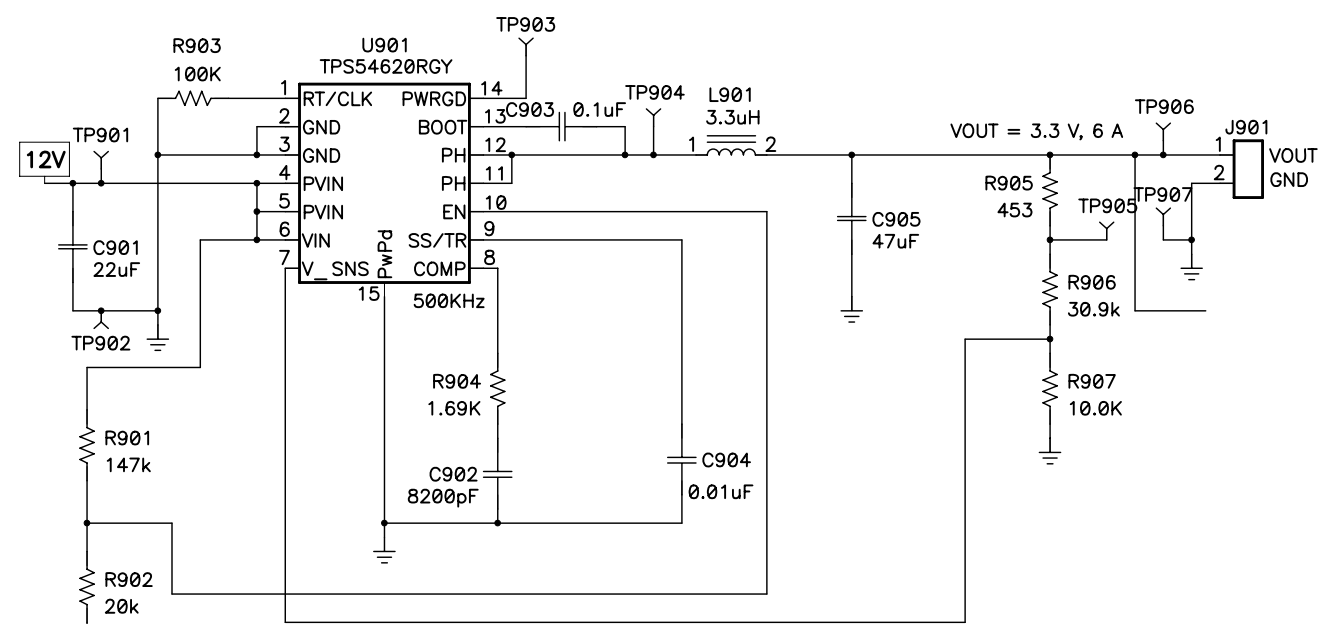 TP903
R903
100K
U901
TPS54620RGY
1
RT/CLK
PWRGD
14
2
GND
BOOT
13
C903
0.1uF
TP904
L901
3.3uH
3
GND
PH
12
1
2
VOUT = 3.3 V, 6 A
TP906
J901
1
VOUT
2
GND
TP901
12V
4
PVIN
PH
11
5
PVIN
EN
10
6
VIN
SS/TR
9
7
V_SNS
COMP
8
PwPd
15
500KHz
C901
22uF
TP902
C905
47uF
R905
453
TP905
TP907
R906
30.9k
R907
10.0K
R904
1.69K
C902
8200pF
C904
0.01uF
R901
147k
R902
20k